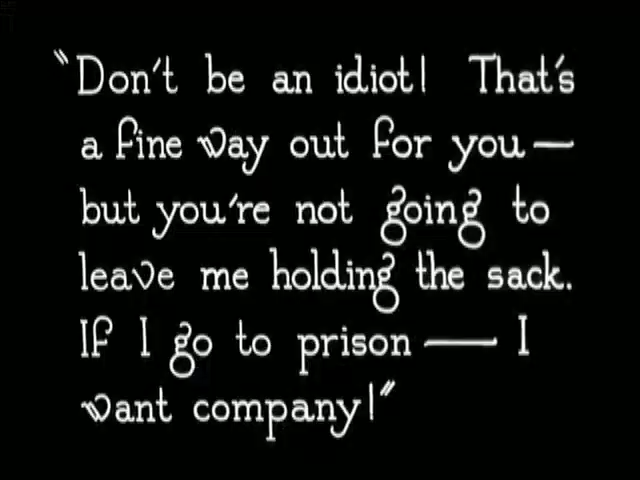 "Don't be an idiot! That's
a fine way out for you —
but you're not going to
leave me holding the sack.
If I go to prison — I
want company!"